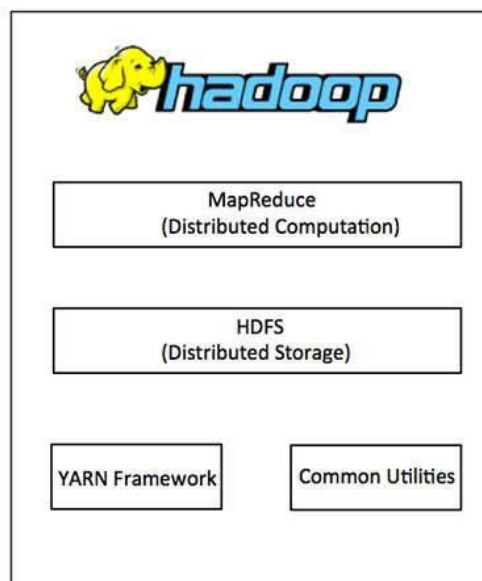 hadoop
MapReduce
(Distributed Computation)
HDFS
(Distributed Storage)
YARN Framework
Common Utilities